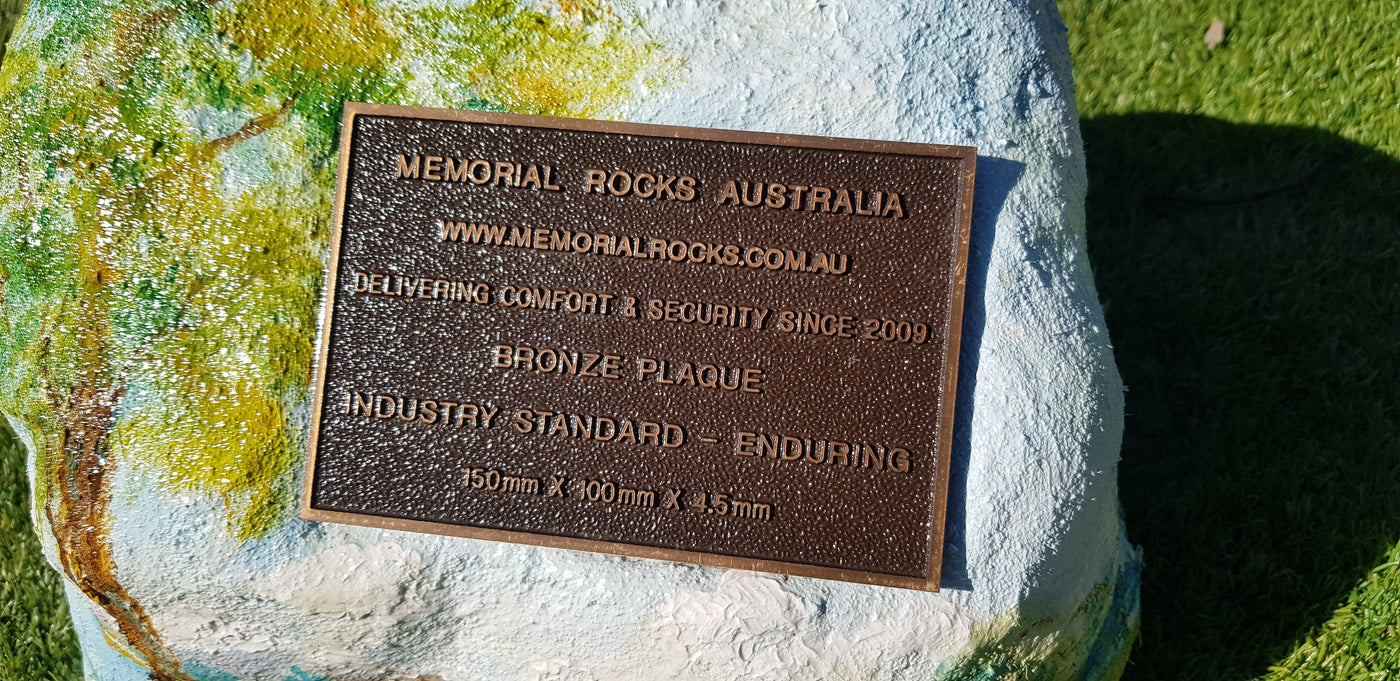 MEMORIAL ROCKS AUSTRALIA
WWW.MEMORIALROCKS.COM.AU
DELIVERING COMFORT & SECURITY SINCE 2009
BRONZE PLAQUE
INDUSTRY STANDARD - ENDURING
150mm X 100mm X 4.5mm